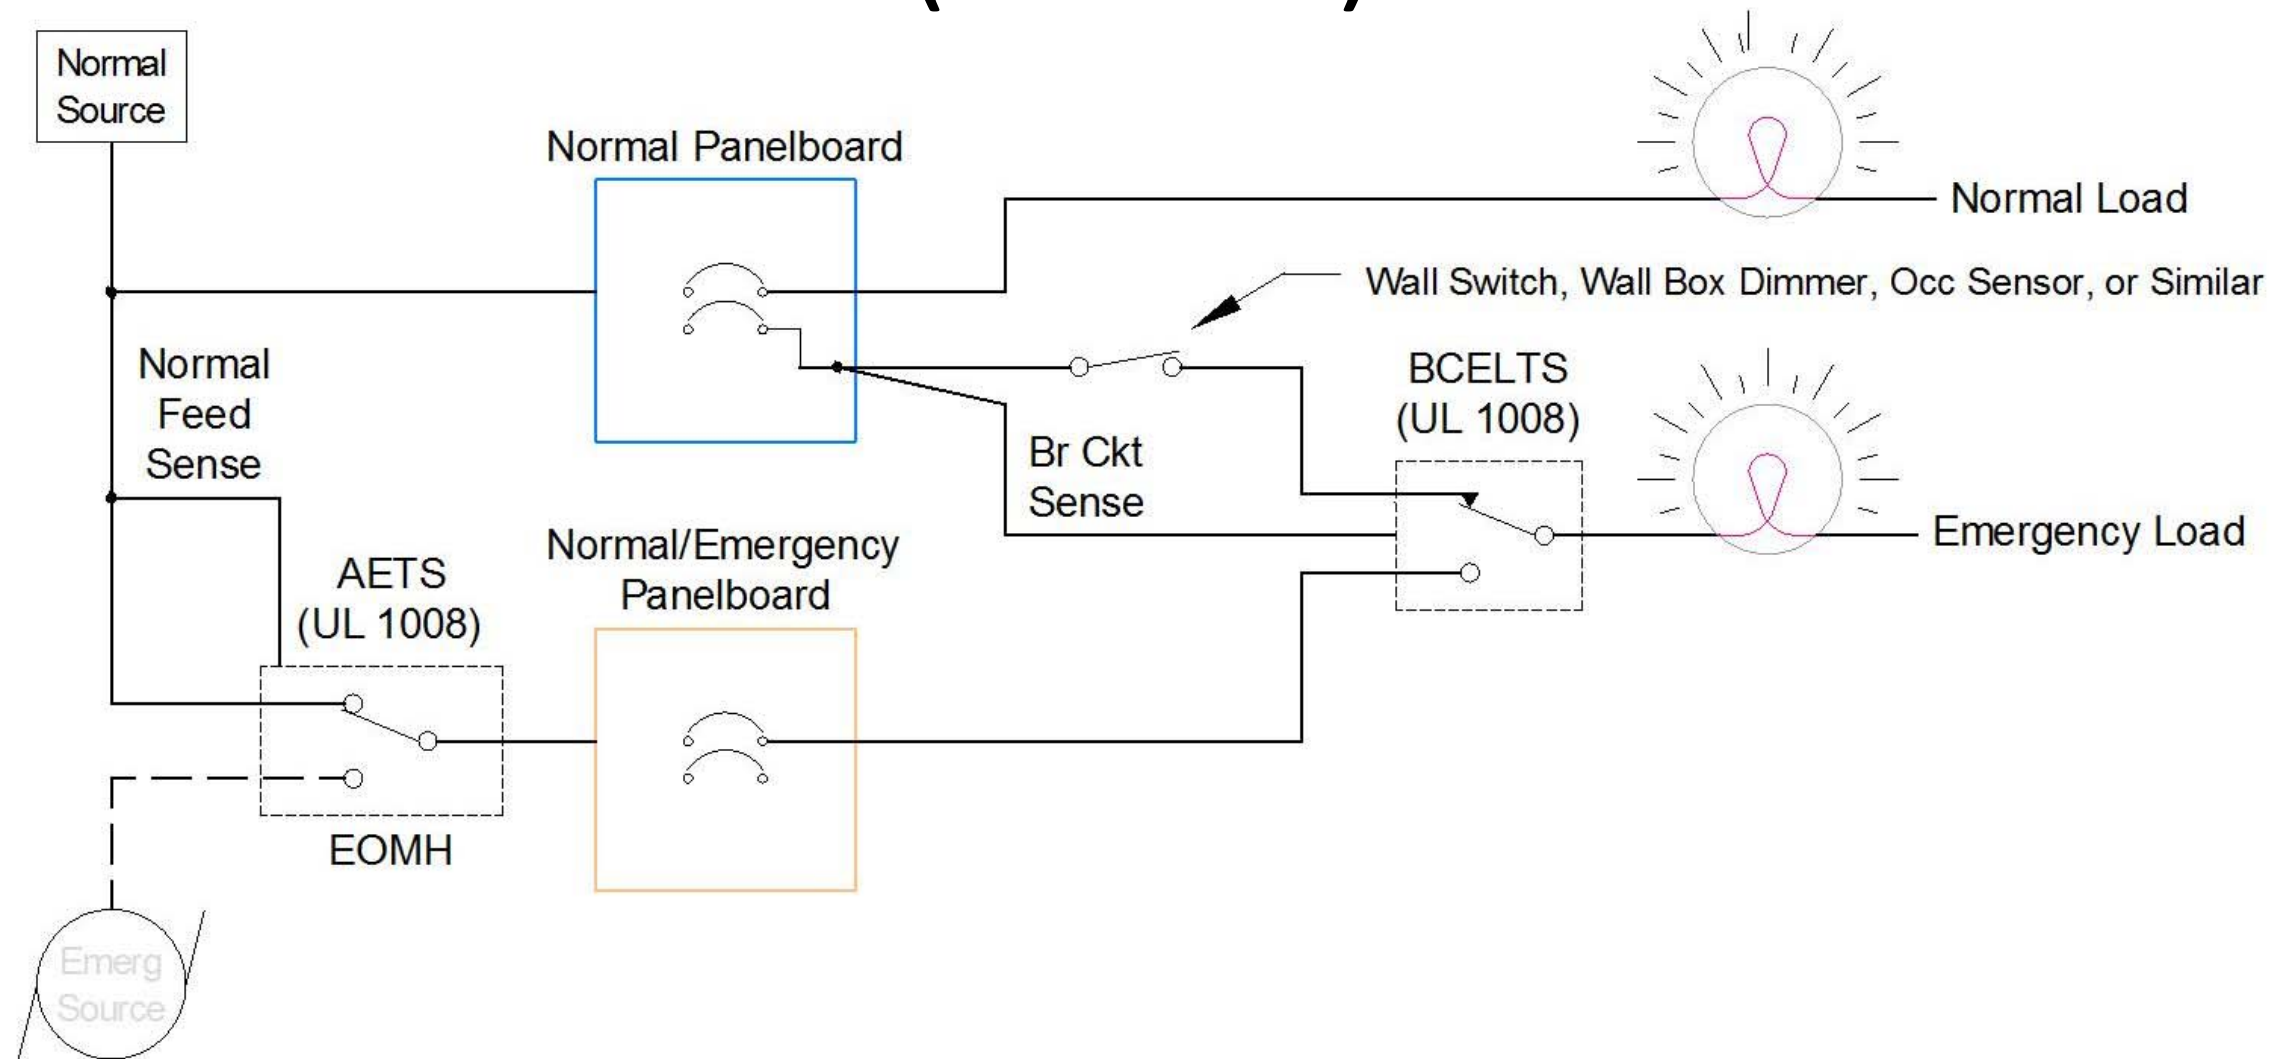 Normal
Source
Normal Panelboard
Normal Load
Wall Switch, Wall Box Dimmer, Occ Sensor, or Similar
Normal
Feed
Sense
BCELTS
(UL 1008)
Br Ckt
Sense
Emergency Load
AETS
(UL 1008)
Normal/Emergency
Panelboard
EOMH
Emerg
Source